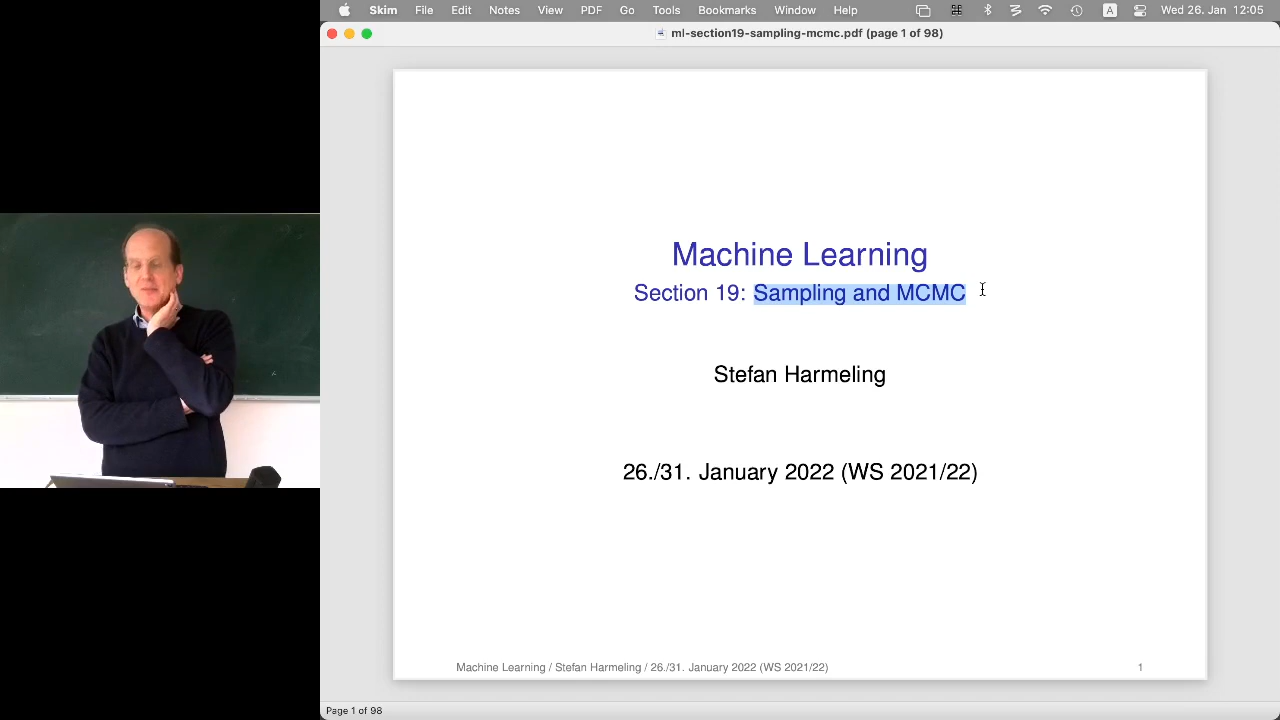 Skim File Edit Notes View PDF Go Tools Bookmarks Window Help A Wed 26. Jan 12:05
ml-section19-sampling-mcmc.pdf (page 1 of 98)
Machine Learning
Section 19: Sampling and MCMC
Stefan Harmeling
26./31. January 2022 (WS 2021/22)
Machine Learning / Stefan Harmeling / 26./31. January 2022 (WS 2021/22) 1
Page 1 of 98